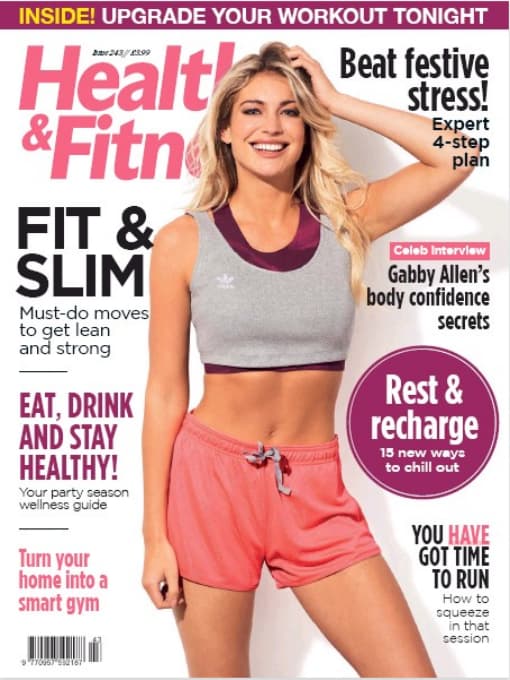 INSIDE! UPGRADE YOUR WORKOUT TONIGHT
Issue 243 // £3.99
Healt
&Fitn
Beat festive
stress!
Expert
4-step
plan
FIT &
SLIM
Must-do moves
to get lean
and strong
Celeb Interview
Gabby Allen's
body confidence
secrets
EAT, DRINK
AND STAY
HEALTHY!
Your party season
wellness guide
Rest &
recharge
15 new ways
to chill out
Turn your
home into a
smart gym
YOU HAVE
GOT TIME
TO RUN
How to
squeeze
in that
session
adidas
9 770957 592167